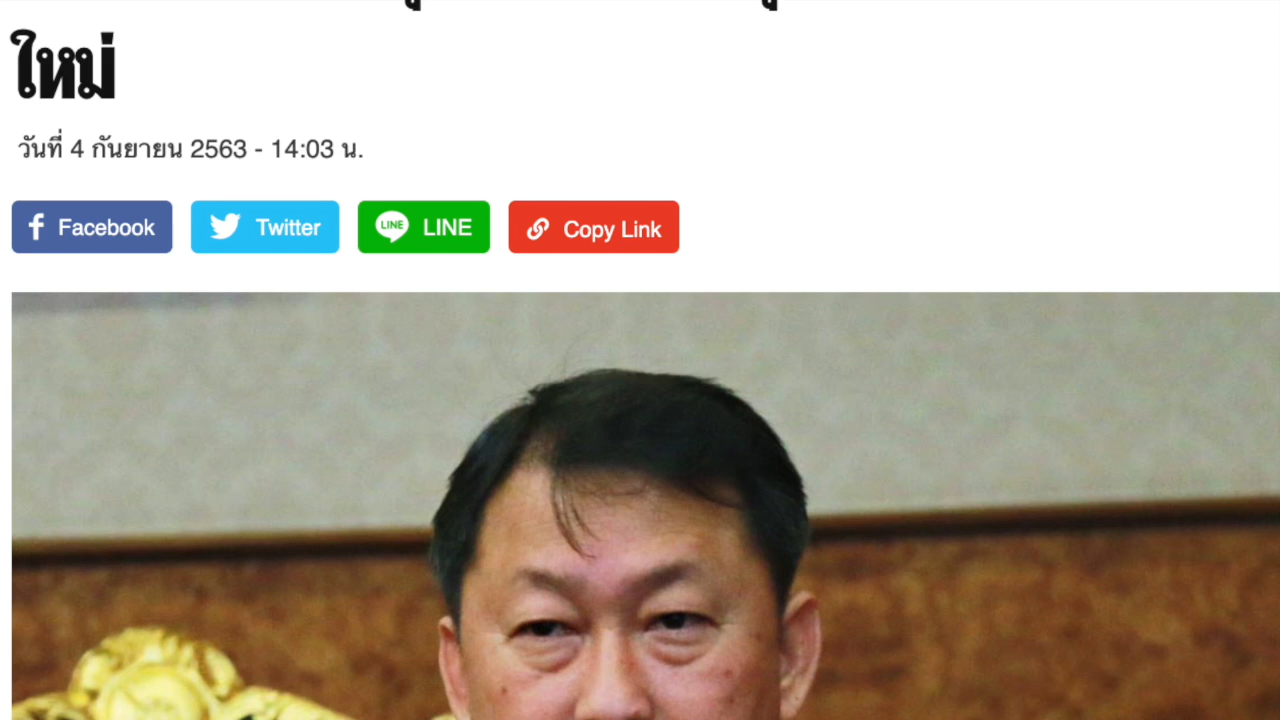 ใหม่
วันที่ 4 กันยายน 2563 - 14:03 น.
Facebook Twitter LINE LINE Copy Link